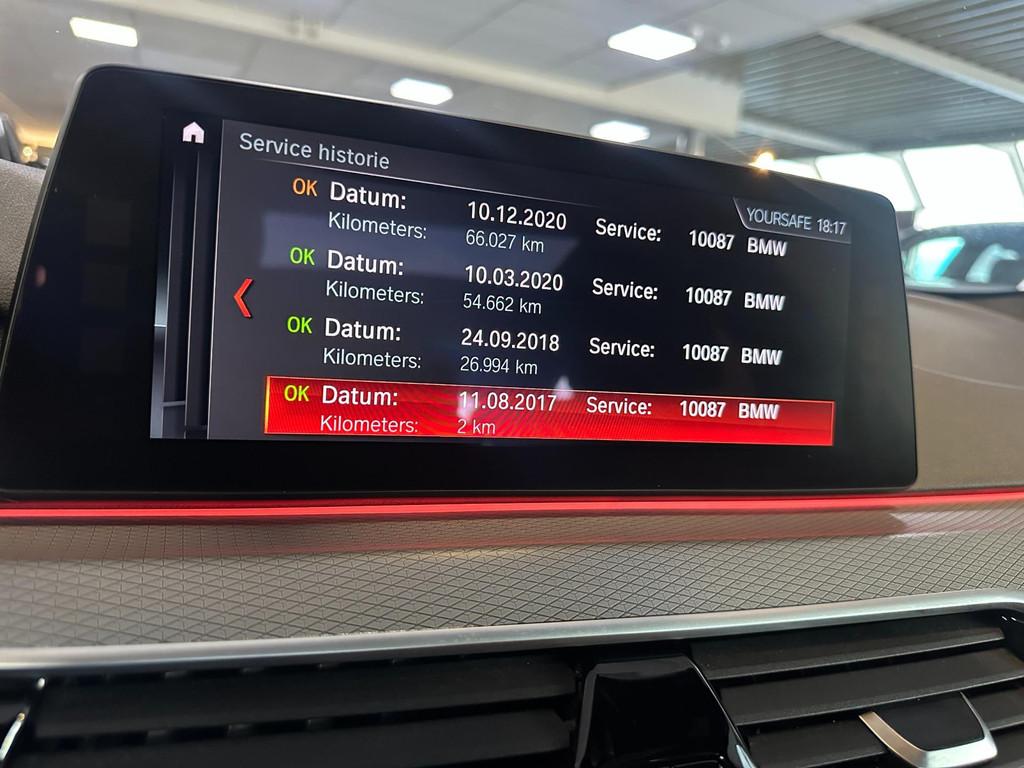 Service historie
YOURSAFE 18:17
OK Datum: 10.12.2020 Service: 10087 BMW
Kilometers: 66.027 km
OK Datum: 10.03.2020 Service: 10087 BMW
Kilometers: 54.662 km
OK Datum: 24.09.2018 Service: 10087 BMW
Kilometers: 26.994 km
OK Datum: 11.08.2017 Service: 10087 BMW
Kilometers: 2 km